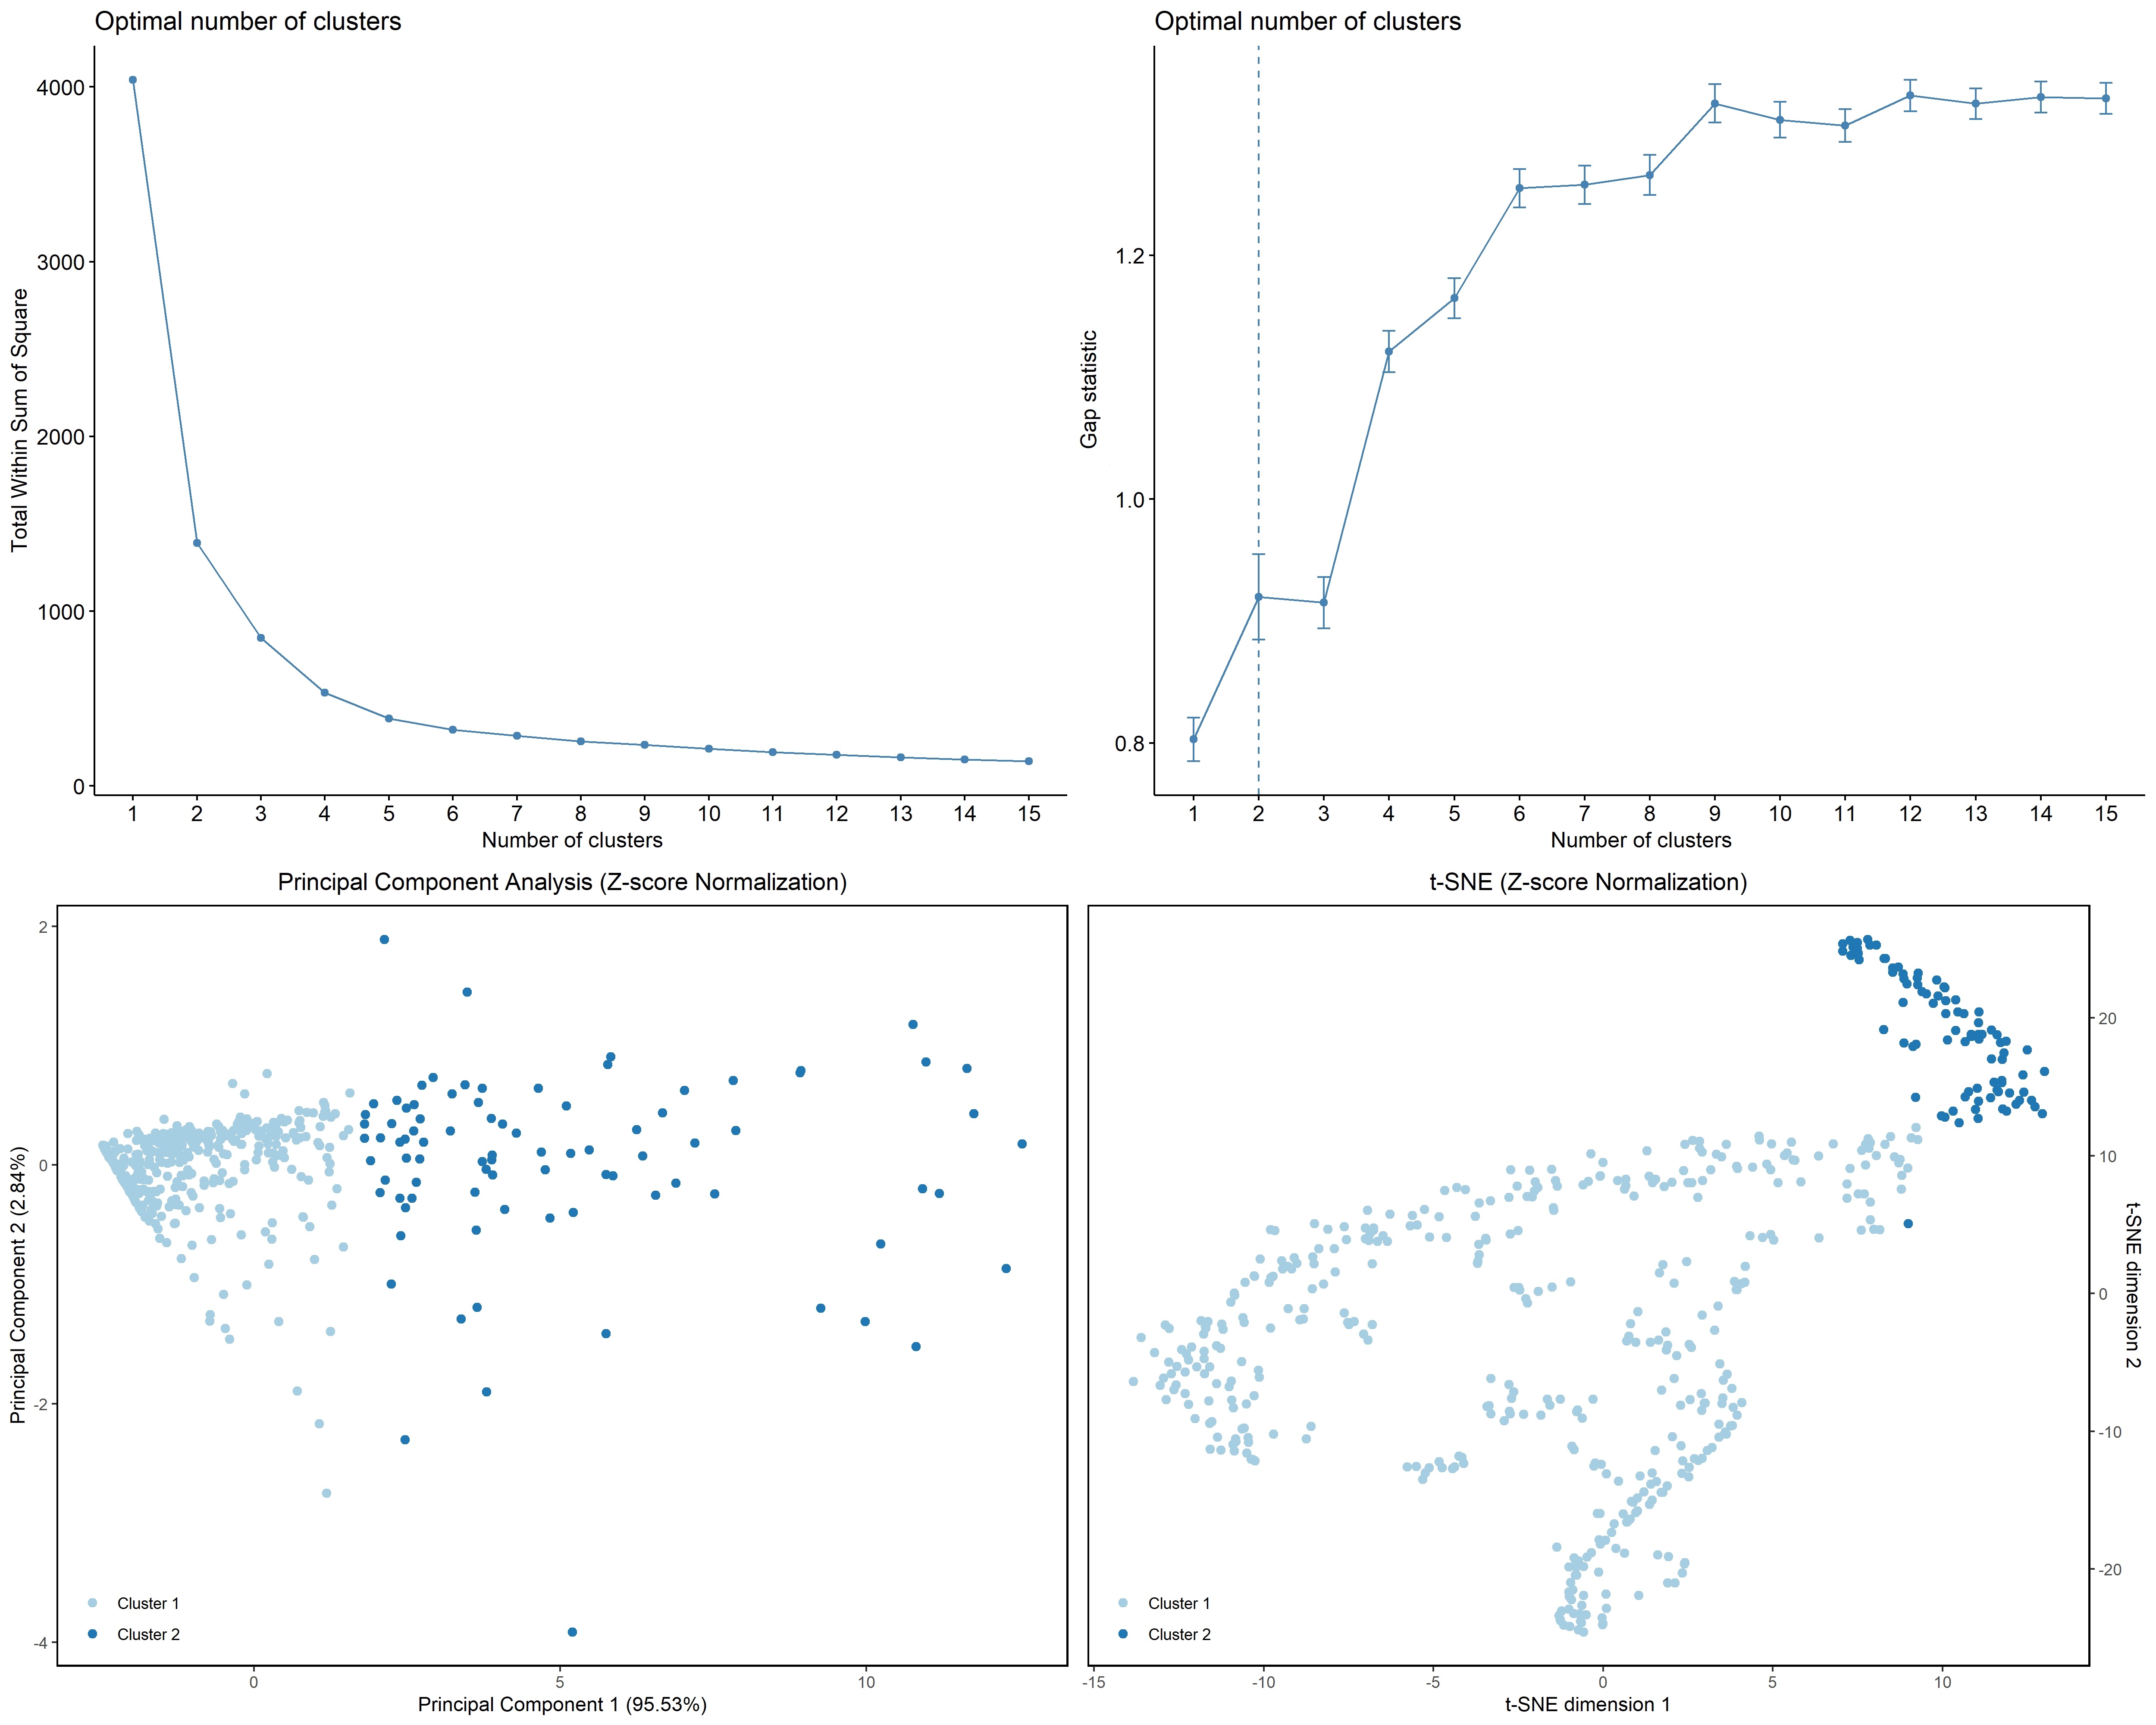 Optimal number of clusters
Total Within Sum of Square
4000
3000
2000
1000
0
1 2 3 4 5 6 7 8 9 10 11 12 13 14 15
Number of clusters
Optimal number of clusters
Gap statistic
1.2
1.0
0.8
1 2 3 4 5 6 7 8 9 10 11 12 13 14 15
Number of clusters
Principal Component Analysis (Z-score Normalization)
Principal Component 2 (2.84%)
2
0
-2
-4
Cluster 1
Cluster 2
0 5 10
Principal Component 1 (95.53%)
t-SNE (Z-score Normalization)
20
10
0
-10
-20
t-SNE dimension 2
Cluster 1
Cluster 2
-15 -10 -5 0 5 10
t-SNE dimension 1